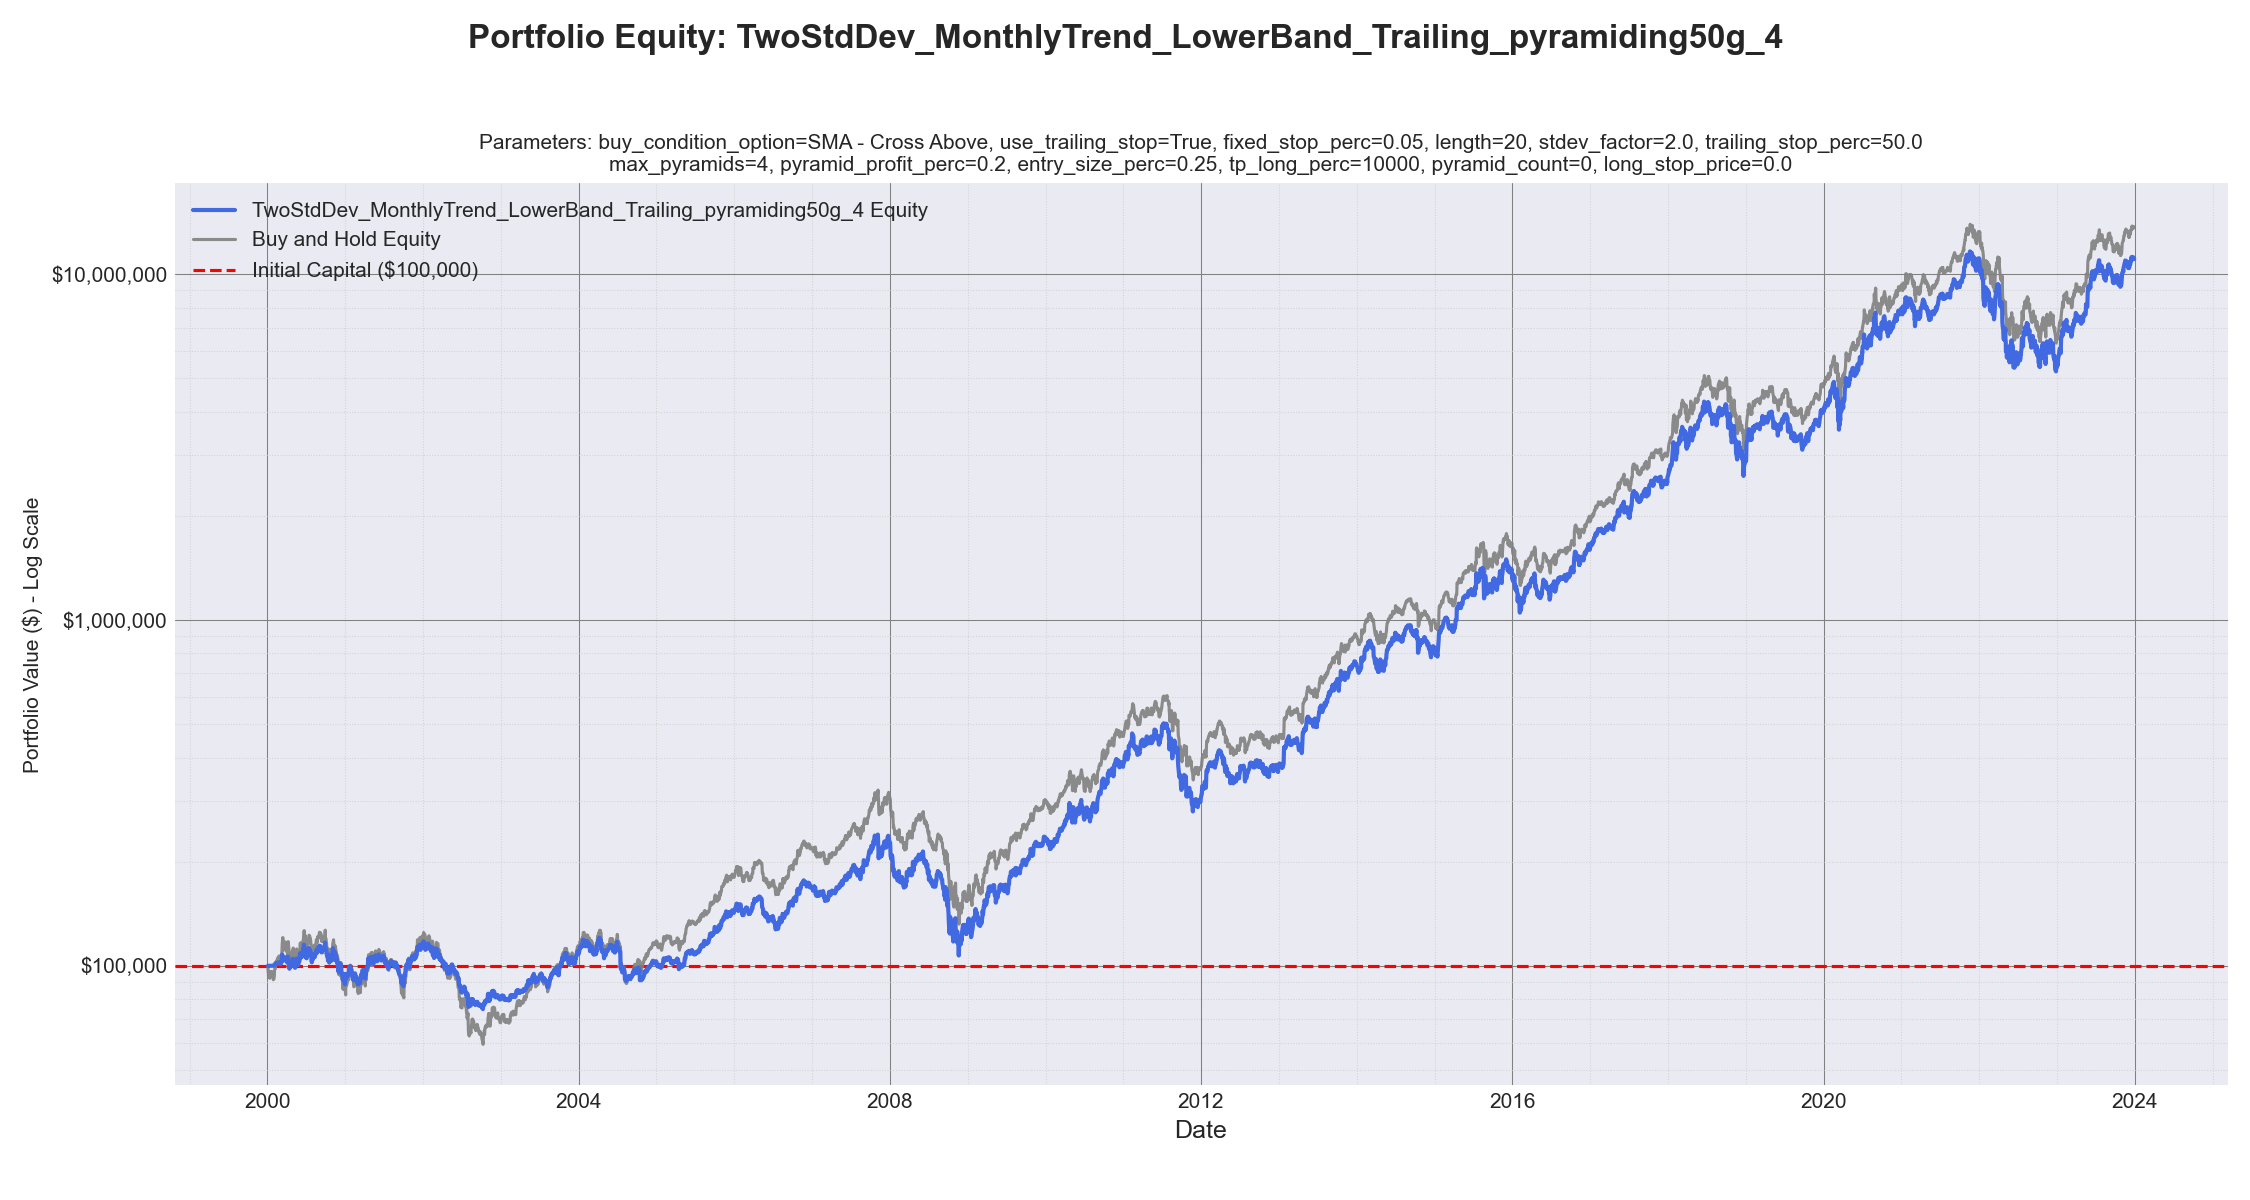 Portfolio Equity: TwoStdDev_MonthlyTrend_LowerBand_Trailing_pyramiding50g_4
Parameters: buy_condition_option=SMA - Cross Above, use_trailing_stop=True, fixed_stop_perc=0.05, length=20, stdev_factor=2.0, trailing_stop_perc=50.0
max_pyramids=4, pyramid_profit_perc=0.2, entry_size_perc=0.25, tp_long_perc=10000, pyramid_count=0, long_stop_price=0.0
TwoStdDev_MonthlyTrend_LowerBand_Trailing_pyramiding50g_4 Equity
Buy and Hold Equity
Initial Capital ($100,000)
$10,000,000
$1,000,000
$100,000
Portfolio Value ($) - Log Scale
2000
2004
2008
2012
2016
2020
2024
Date